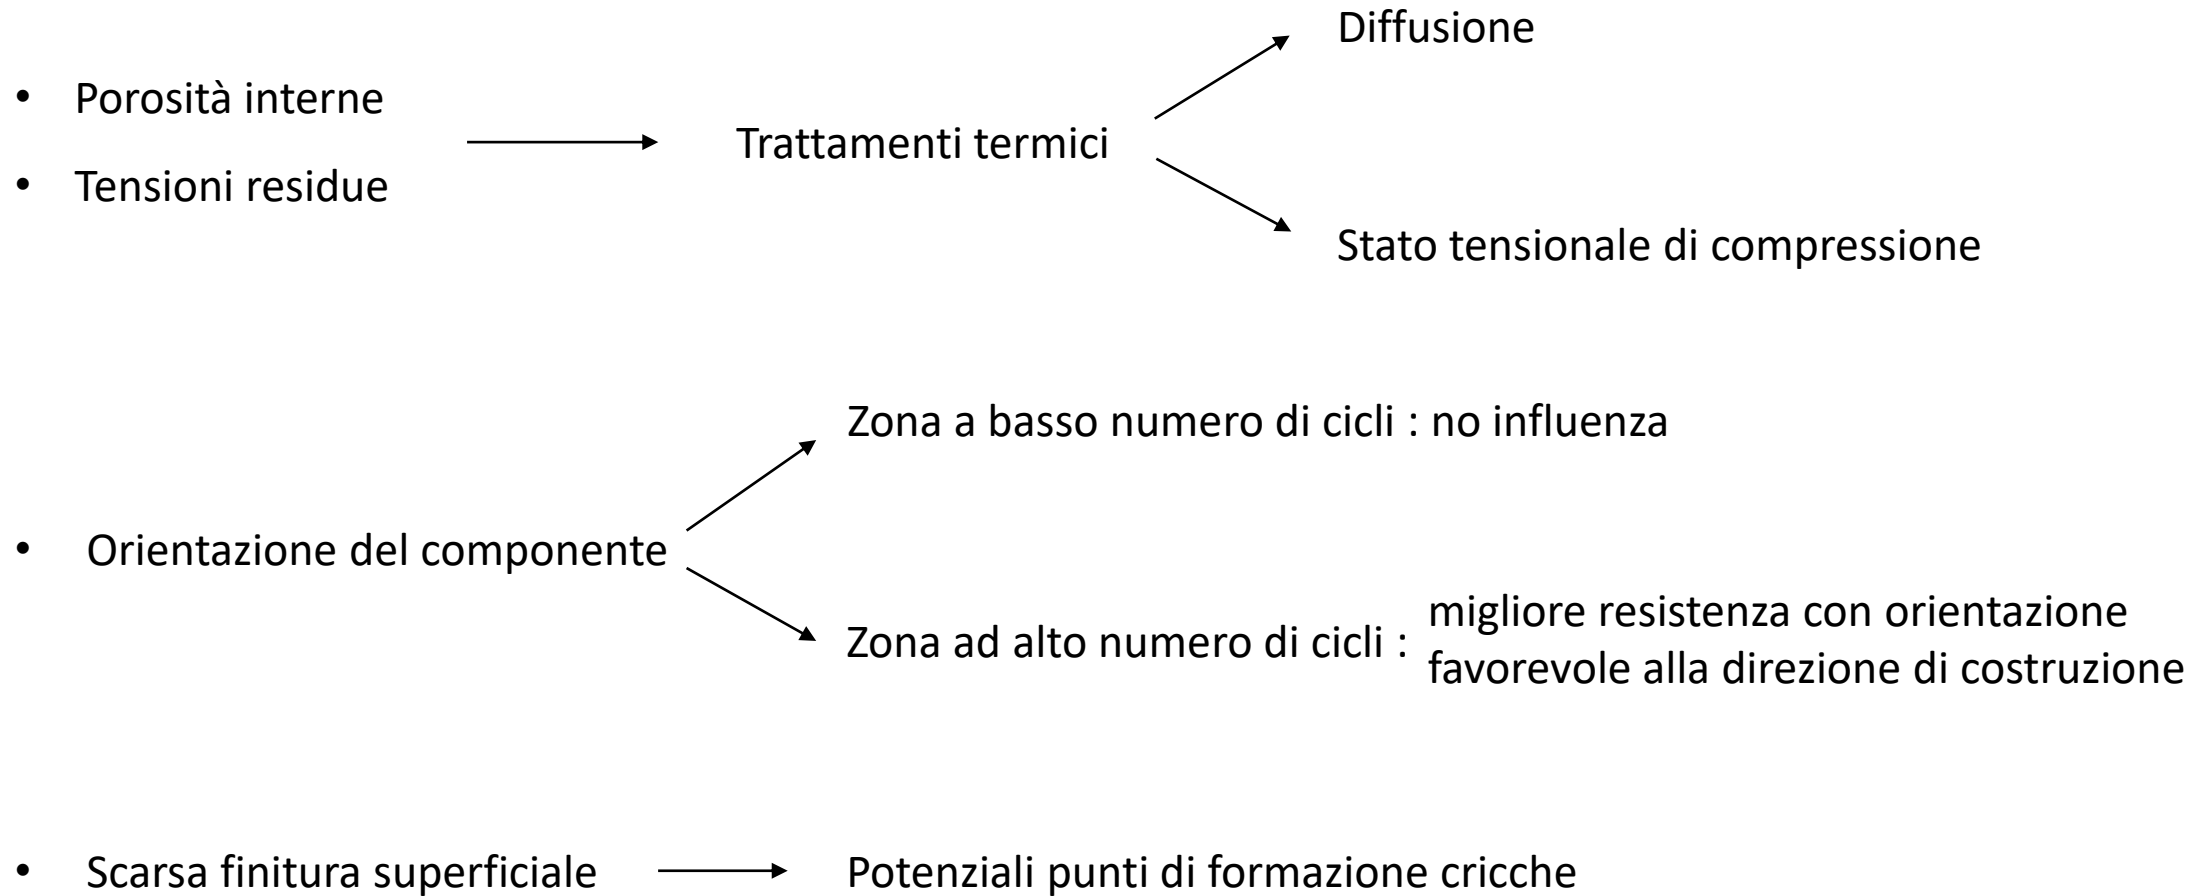 Diffusione
• Porosità interne
Trattamenti termici
• Tensioni residue
Stato tensionale di compressione
Zona a basso numero di cicli : no influenza
• Orientazione del componente
Zona ad alto numero di cicli :
migliore resistenza con orientazione
favorevole alla direzione di costruzione
• Scarsa finitura superficiale
Potenziali punti di formazione cricche